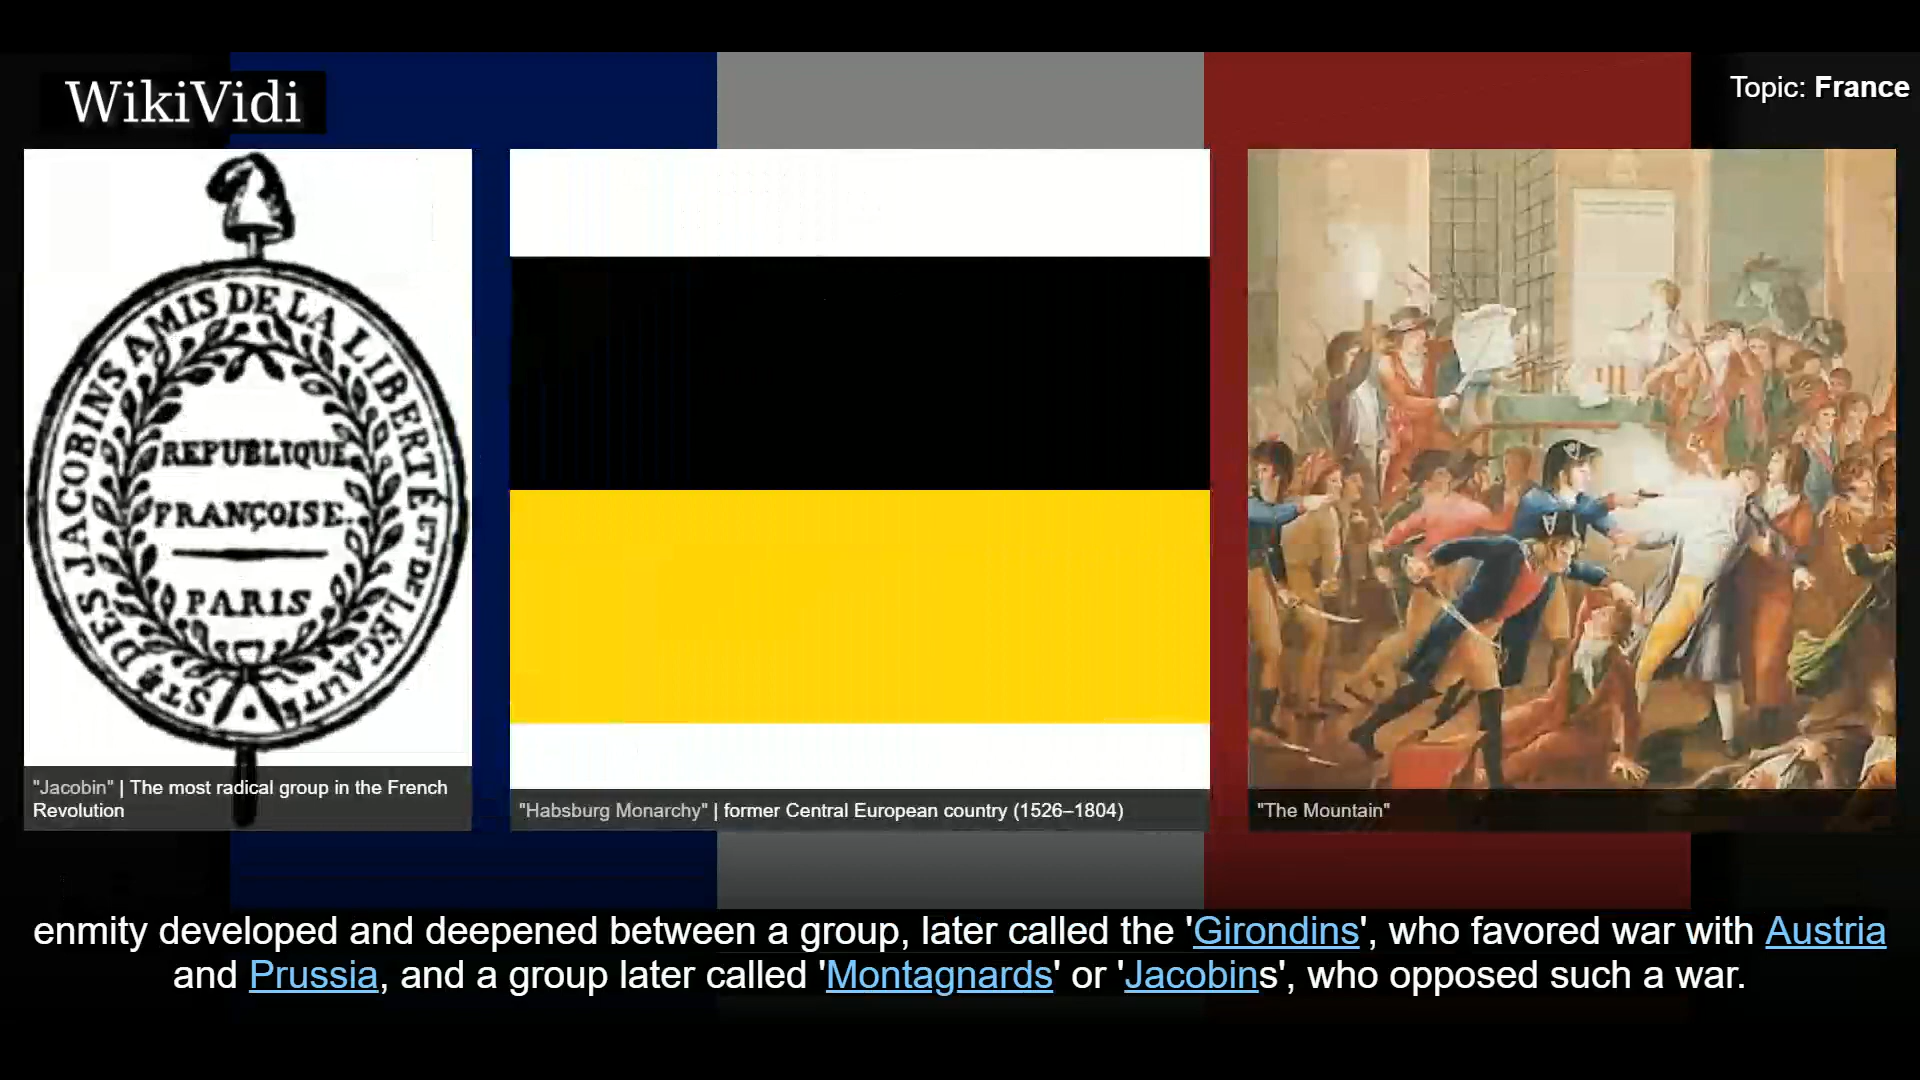 WikiVidi
Topic: France
STÉ DES JACOBINS AMIS DE LA LIBERTÉ ET DE L'ÉGALITÉ
REPUBLIQUE
FRANÇOISE.
PARIS
"Jacobin" | The most radical group in the French
Revolution
"Habsburg Monarchy" | former Central European country (1526–1804)
"The Mountain"
enmity developed and deepened between a group, later called the 'Girondins', who favored war with Austria
and Prussia, and a group later called 'Montagnards' or 'Jacobins', who opposed such a war.